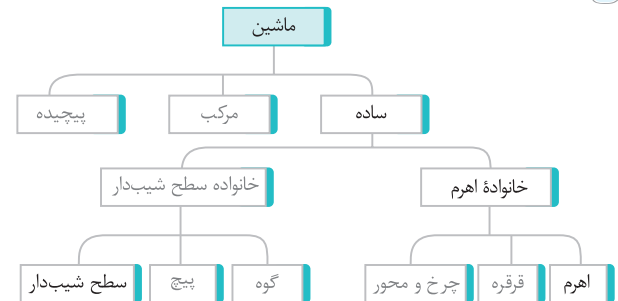 ماشین
ساده
مرکب
پیچیده
خانوادهٔ اهرم
خانواده سطح شیب‌دار
اهرم
قرقره
چرخ و محور
گوه
پیچ
سطح شیب‌دار